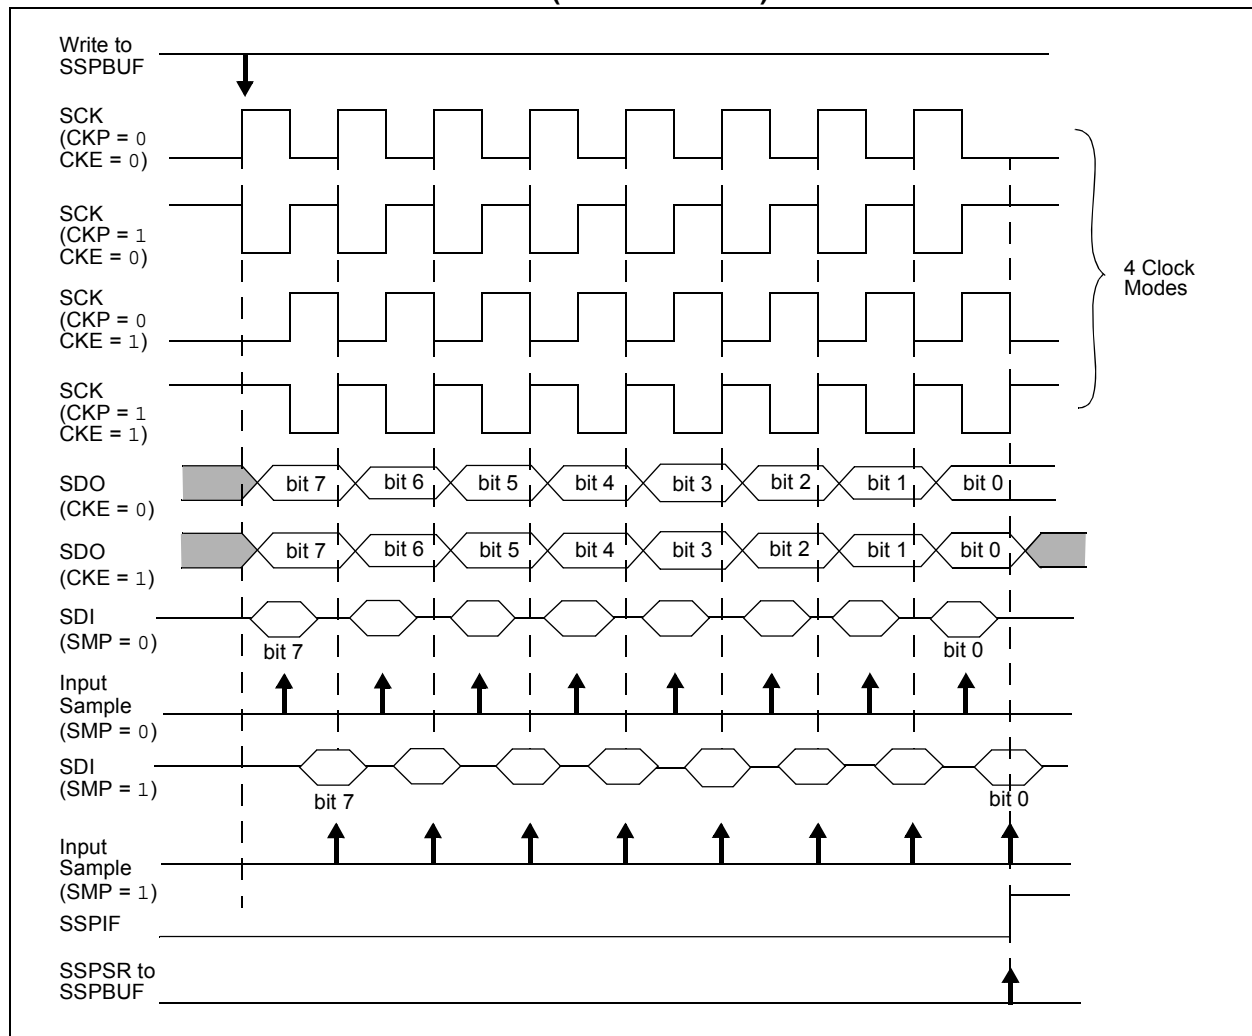 Write to
SSPBUF
SCK
(CKP = 0
CKE = 0)
SCK
(CKP = 1
CKE = 0)
4 Clock
Modes
SCK
(CKP = 0
CKE = 1)
SCK
(CKP = 1
CKE = 1)
SDO
(CKE = 0)
bit 7 bit 6 bit 5 bit 4 bit 3 bit 2 bit 1 bit 0
SDO
(CKE = 1)
bit 7 bit 6 bit 5 bit 4 bit 3 bit 2 bit 1 bit 0
SDI
(SMP = 0)
bit 7 bit 0
Input
Sample
(SMP = 0)
SDI
(SMP = 1)
bit 7 bit 0
Input
Sample
(SMP = 1)
SSPIF
SSPSR to
SSPBUF